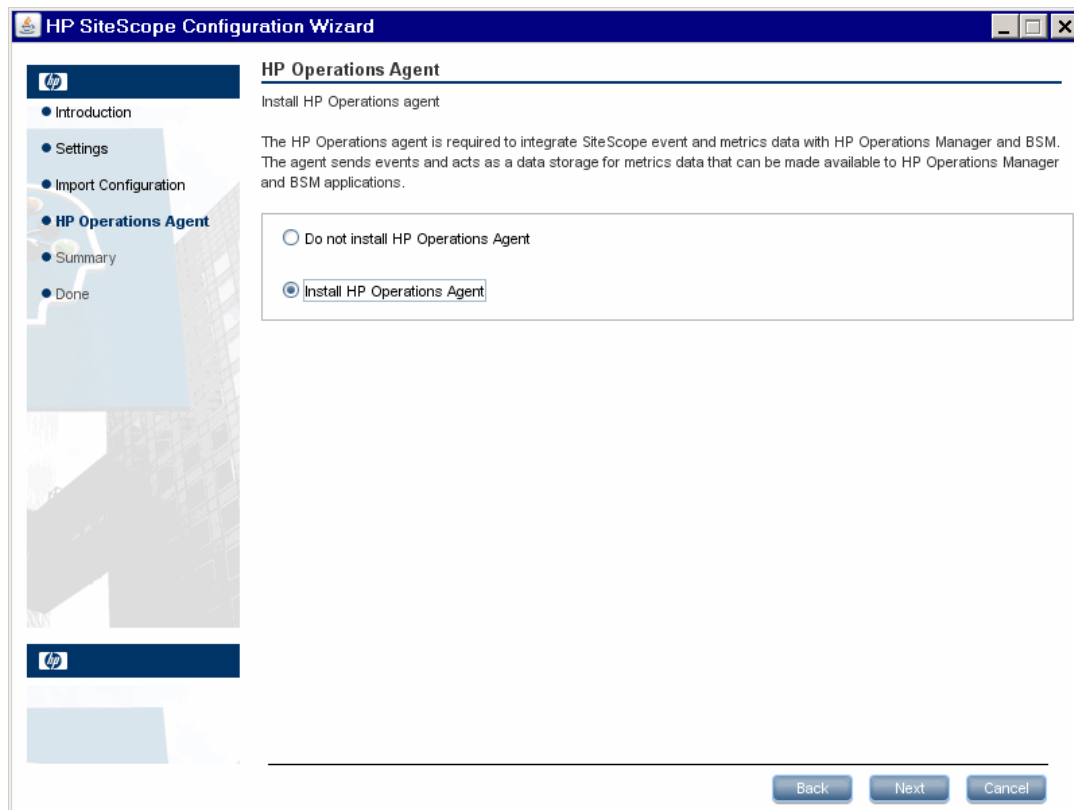 HP SiteScope Configuration Wizard
hp
Introduction
Settings
Import Configuration
HP Operations Agent
Summary
Done
hp
HP Operations Agent
Install HP Operations agent
The HP Operations agent is required to integrate SiteScope event and metrics data with HP Operations Manager and BSM.
The agent sends events and acts as a data storage for metrics data that can be made available to HP Operations Manager
and BSM applications.
Do not install HP Operations Agent
Install HP Operations Agent
Back Next Cancel